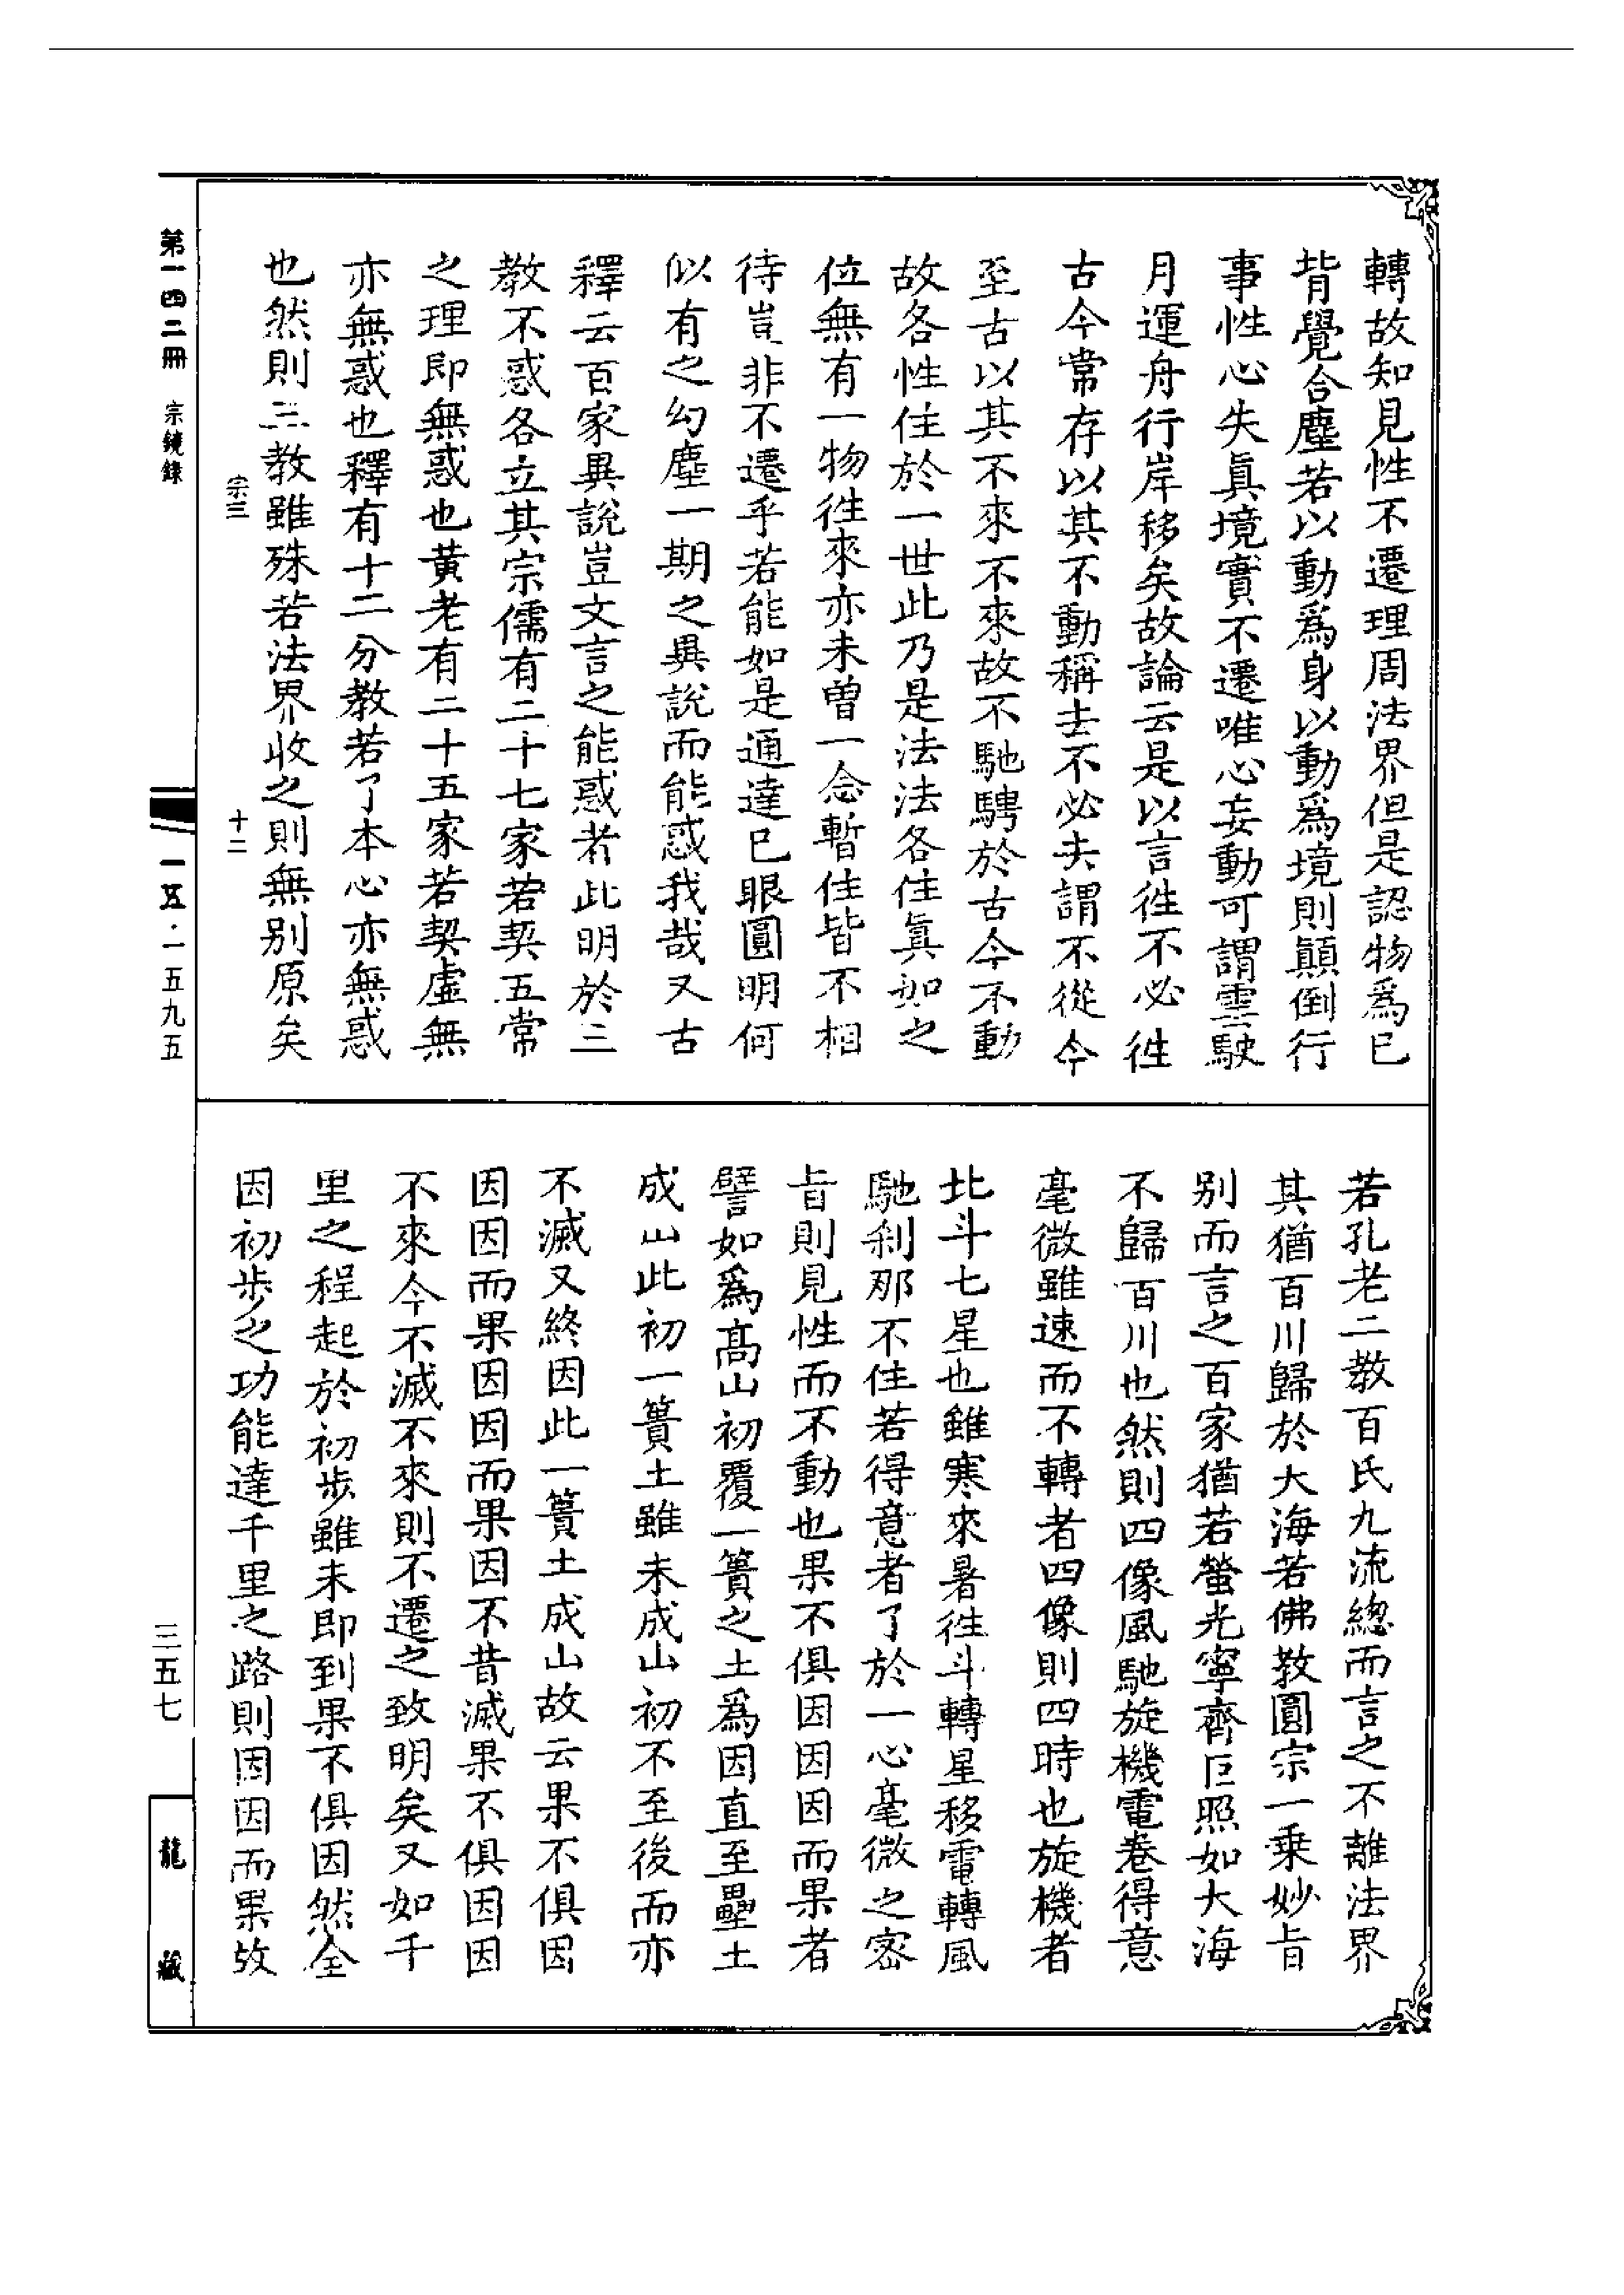 轉故知見性不遷理周法界但是認物爲已
背覺合塵若以動爲身以動爲境則顛倒行
事性心失眞境實不遷唯心妄動可謂雲駛
月運舟行岸移矣故論云是以言徃不必徃
古今常存以其不動稱去不必去謂不從今
至古以其不來不來故不馳騁於古今不動
故各性住於一世此乃是法法各住眞如之
位無有一物徃來亦未曾一念暫住皆不相
待豈非不遷乎若能如是通達已眼圓明何
似有之幻塵一期之異說而能惑我哉又古
釋云百家異說豈文言之能惑者此明於三
教不惑各立其宗儒有二十七家若契五常
之理即無惑也黃老有二十五家若契虛無
亦無惑也釋有十二分教若了本心亦無惑
也然則三教雖殊若法界收之則無别原矣
若孔老二教百氏九流總而言之不離法界
其猶百川歸於大海若佛教圓宗一乗妙旨
别而言之百家猶若螢光寧齊巨照如大海
不歸百川也然則四像風馳旋機電卷得意
毫微雖速而不轉者四像則四時也旋機者
北斗七星也雖寒來暑徃斗轉星移電轉風
馳刹那不住若得意者了於一心毫微之密
旨則見性而不動也果不俱因因因而果者
譬如爲髙山初覆一簣之土爲因直至壘土
成山此初一簣土雖未成山初不至後而亦
不滅又終因此一簣土成山故云果不俱因
因因而果因因而果因不昔滅果不俱因因
不來今不滅不來則不遷之致明矣又如千
里之程起於初步雖未即到果不俱因然全
因初步之功能達千里之路則因因而果故
宗三
十二
第一四二冊
宗鏡錄
一五五·一五九五
三五七
龍藏